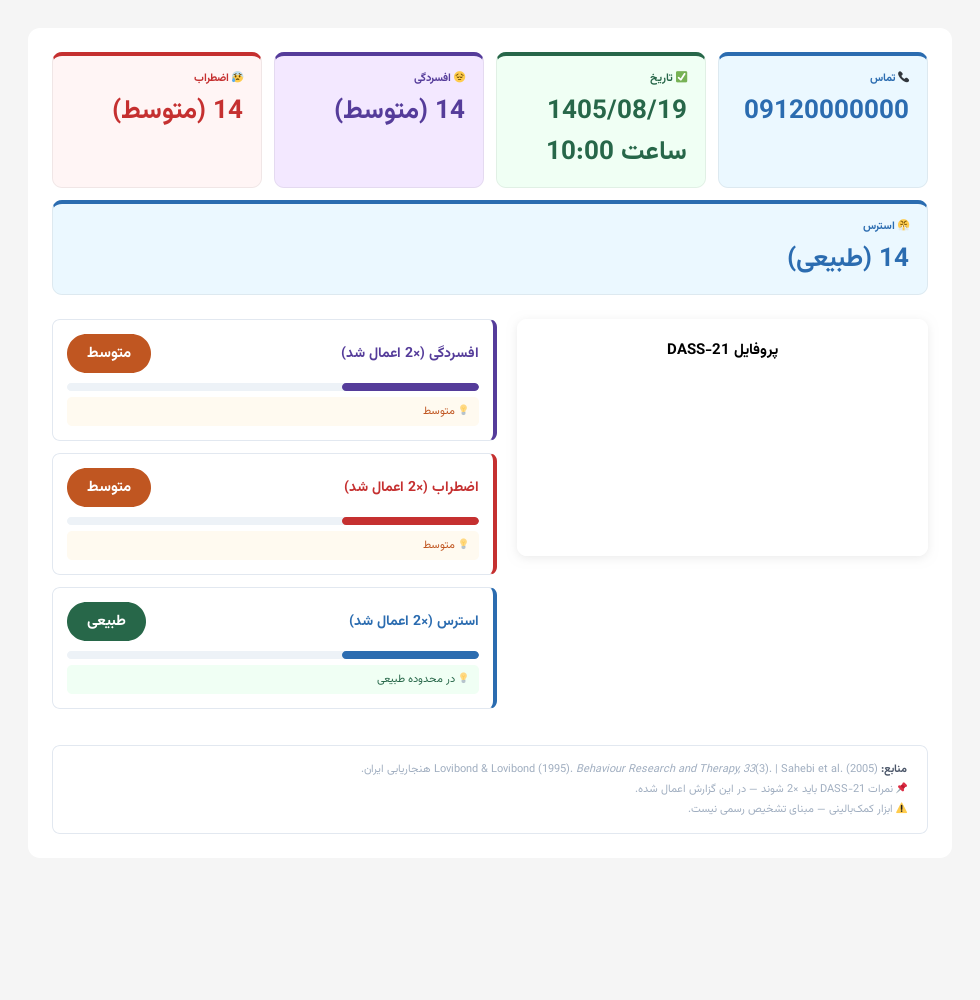 📞 تماس
09120000000
✅ تاریخ
1405/08/19
ساعت 10:00
😔 افسردگی
14 (متوسط)
😰 اضطراب
14 (متوسط)
😤 استرس
14 (طبیعی)
پروفایل DASS-21
افسردگی (×2 اعمال شد)
متوسط
💡 متوسط
اضطراب (×2 اعمال شد)
متوسط
💡 متوسط
استرس (×2 اعمال شد)
طبیعی
💡 در محدوده طبیعی
منابع: Lovibond & Lovibond (1995). Behaviour Research and Therapy, 33(3). | Sahebi et al. (2005) هنجاریابی ایران.
📌 نمرات DASS-21 باید ×2 شوند — در این گزارش اعمال شده.
⚠️ ابزار کمک‌بالینی — مبنای تشخیص رسمی نیست.